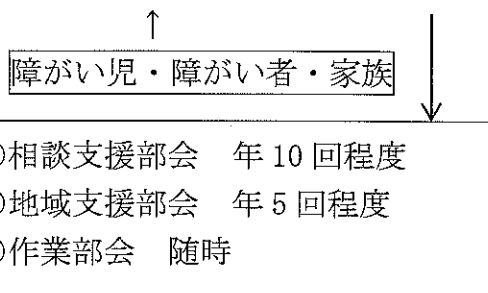 ↑
障がい児・障がい者・家族
○相談支援部会　年10回程度
○地域支援部会　年5回程度
○作業部会　随時